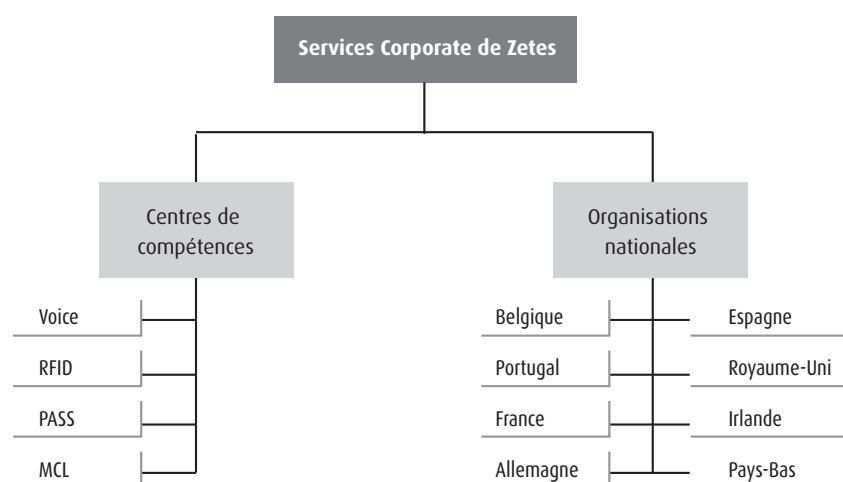 Services Corporate de Zetes
Centres de
compétences
Organisations
nationales
Voice
RFID
PASS
MCL
Belgique
Portugal
France
Allemagne
Espagne
Royaume-Uni
Irlande
Pays-Bas